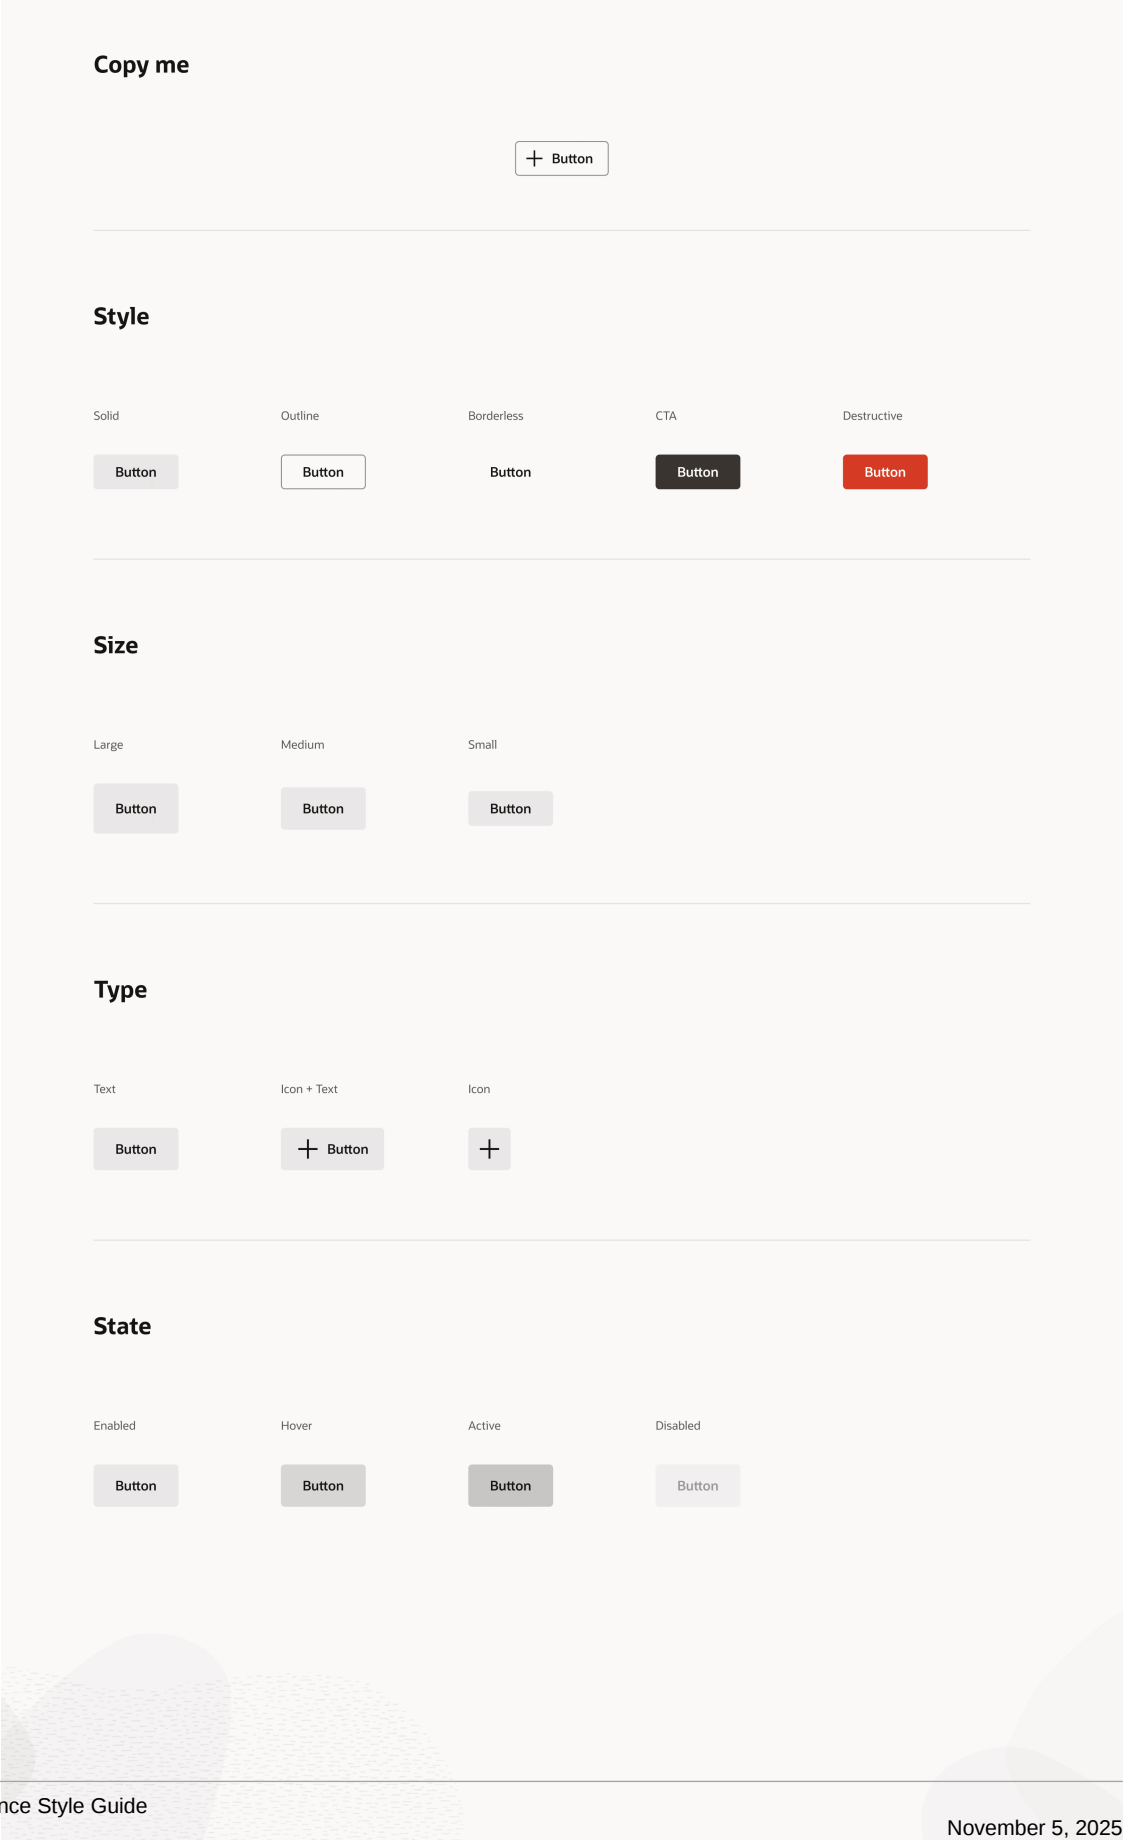 Copy me
Button
Style
Solid Outline Borderless CTA Destructive
Button Button Button Button Button
Size
Large Medium Small
Button Button Button
Type
Text Icon + Text Icon
Button Button
State
Enabled Hover Active Disabled
Button Button Button Button
nce Style Guide
November 5, 2025